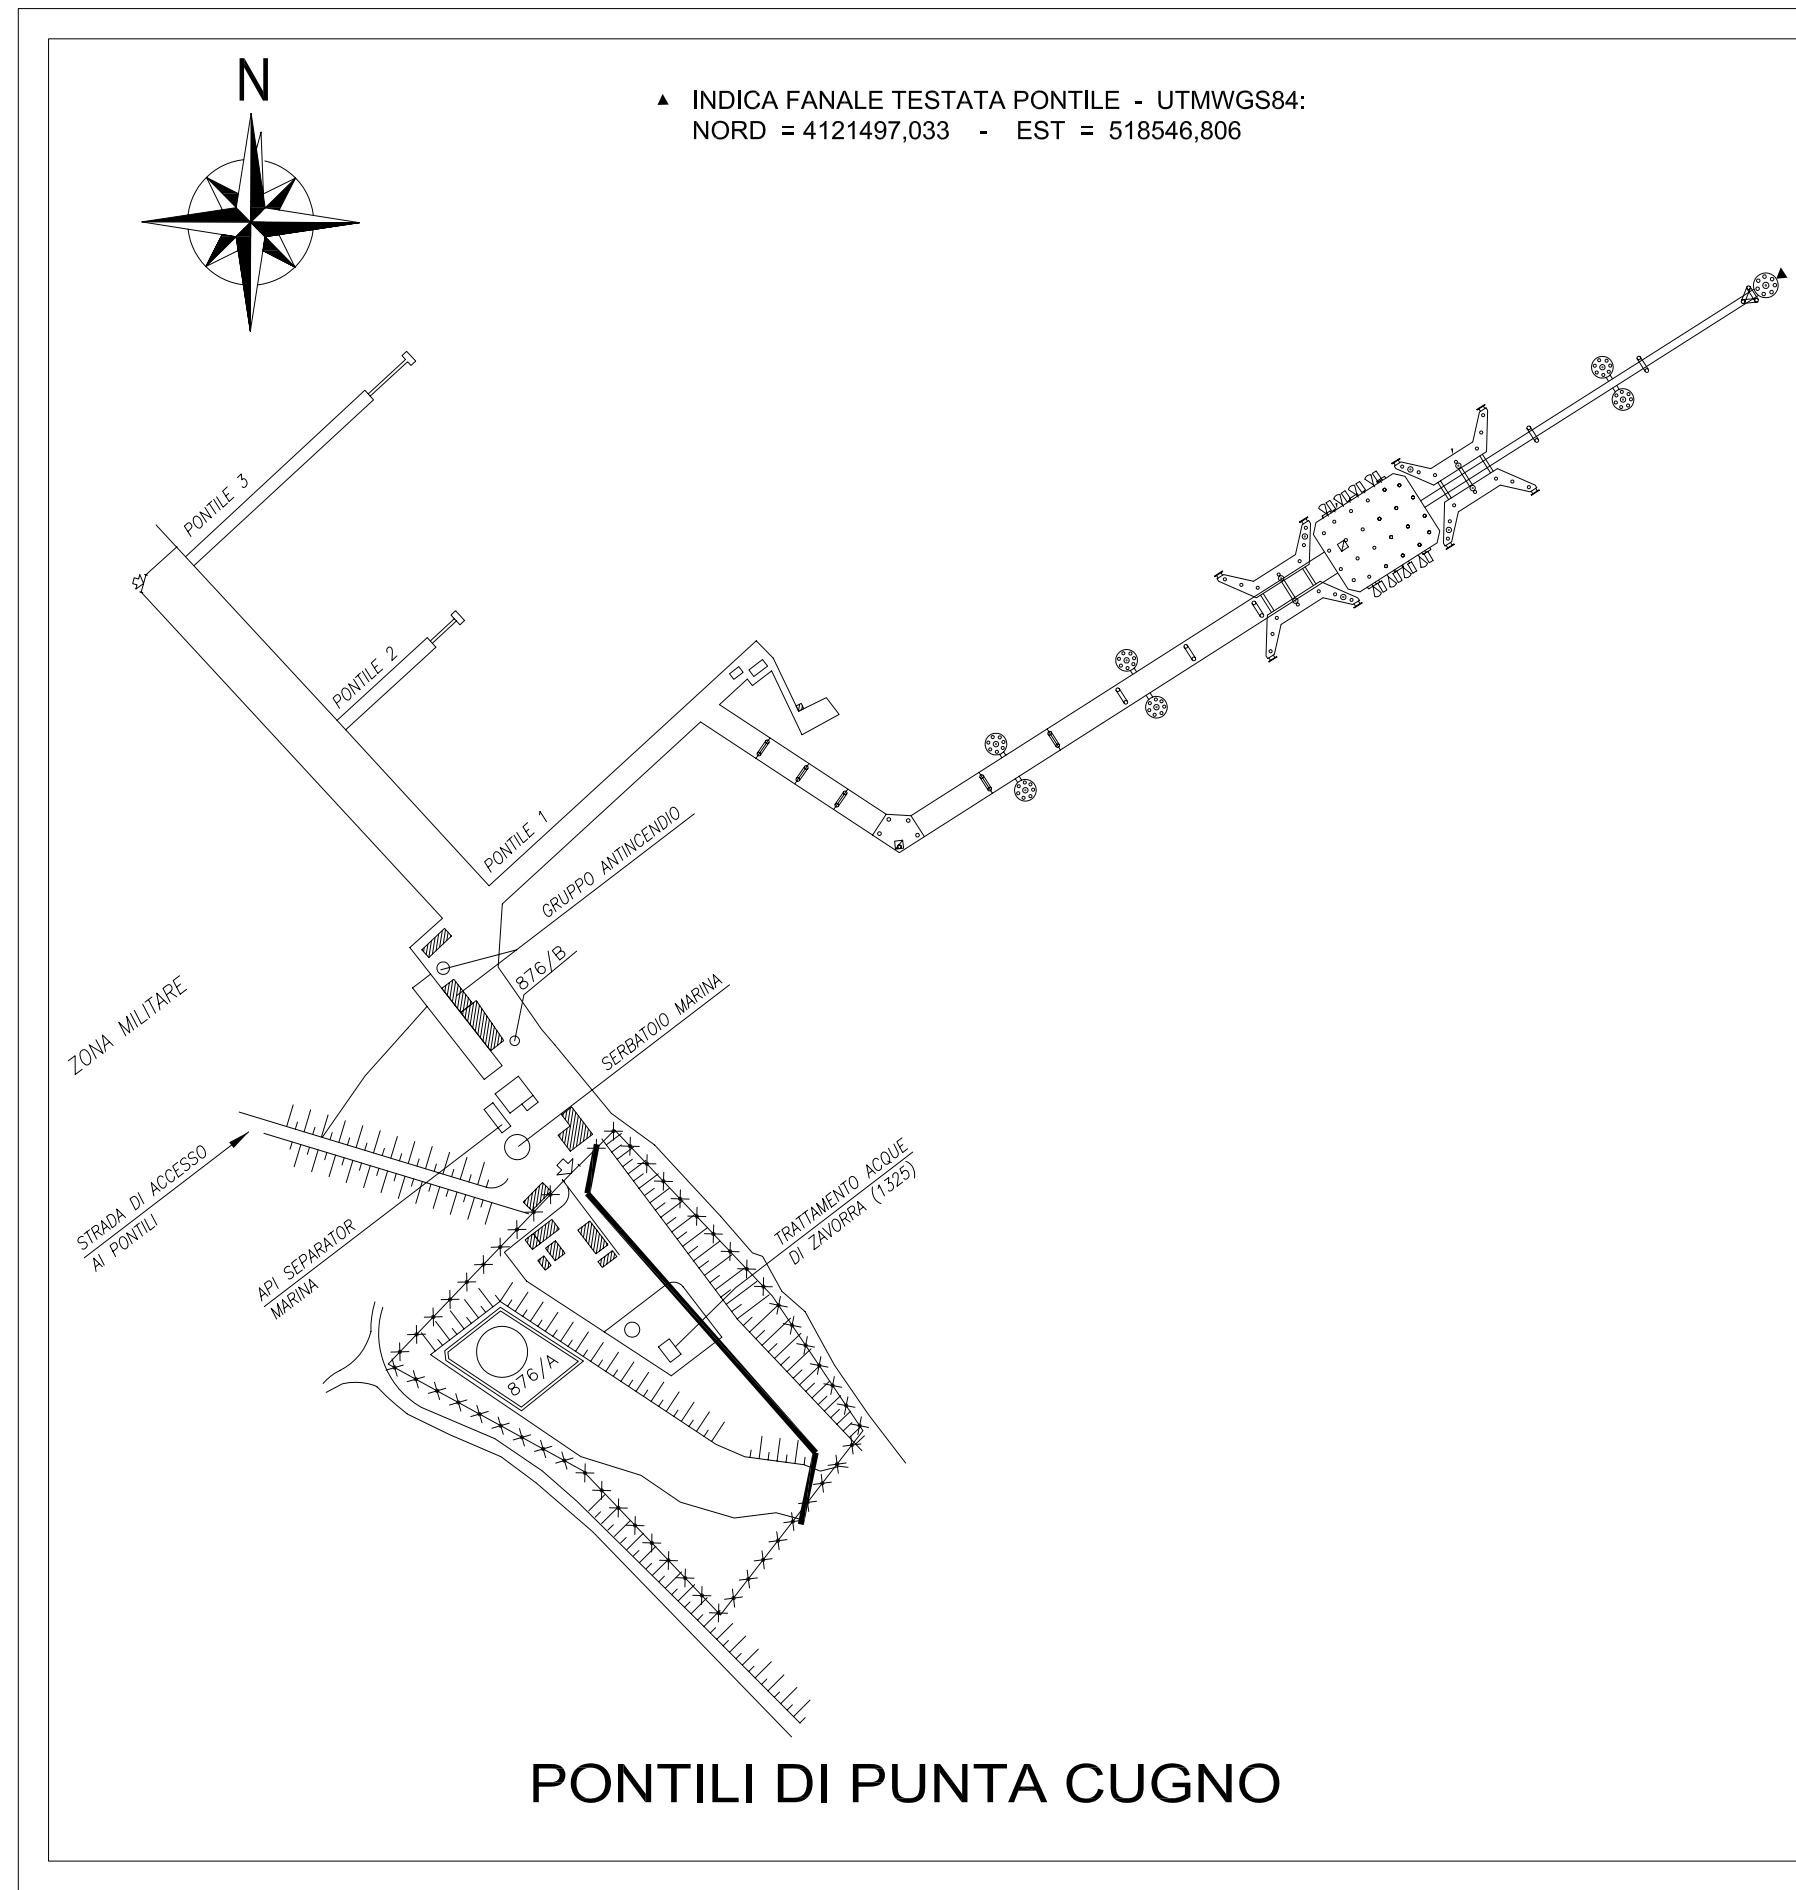 N
▲ INDICA FANALE TESTATA PONTILE - UTMWGS84:
NORD = 4121497,033 - EST = 518546,806
PONTILE 3
PONTILE 2
PONTILE 1
GRUPPO ANTINCENDIO
876/B
ZONA MILITARE
SERBATOIO MARINA
STRADA DI ACCESSO
AI PONTILI
API SEPARATOR
MARINA
TRATTAMENTO ACQUE
DI ZAVORRA (1325)
876/A
PONTILI DI PUNTA CUGNO